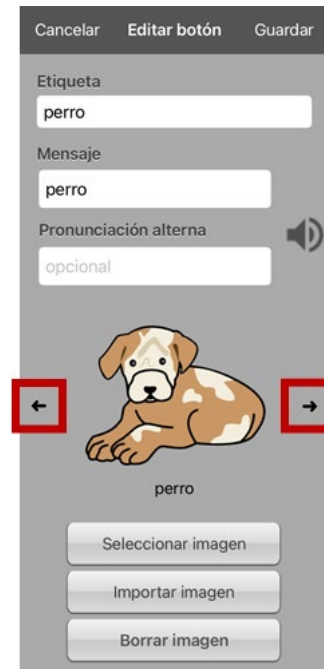 Cancelar Editar botón Guardar
Etiqueta
perro
Mensaje
perro
Pronunciación alterna
opcional
← →
perro
Seleccionar imagen
Importar imagen
Borrar imagen